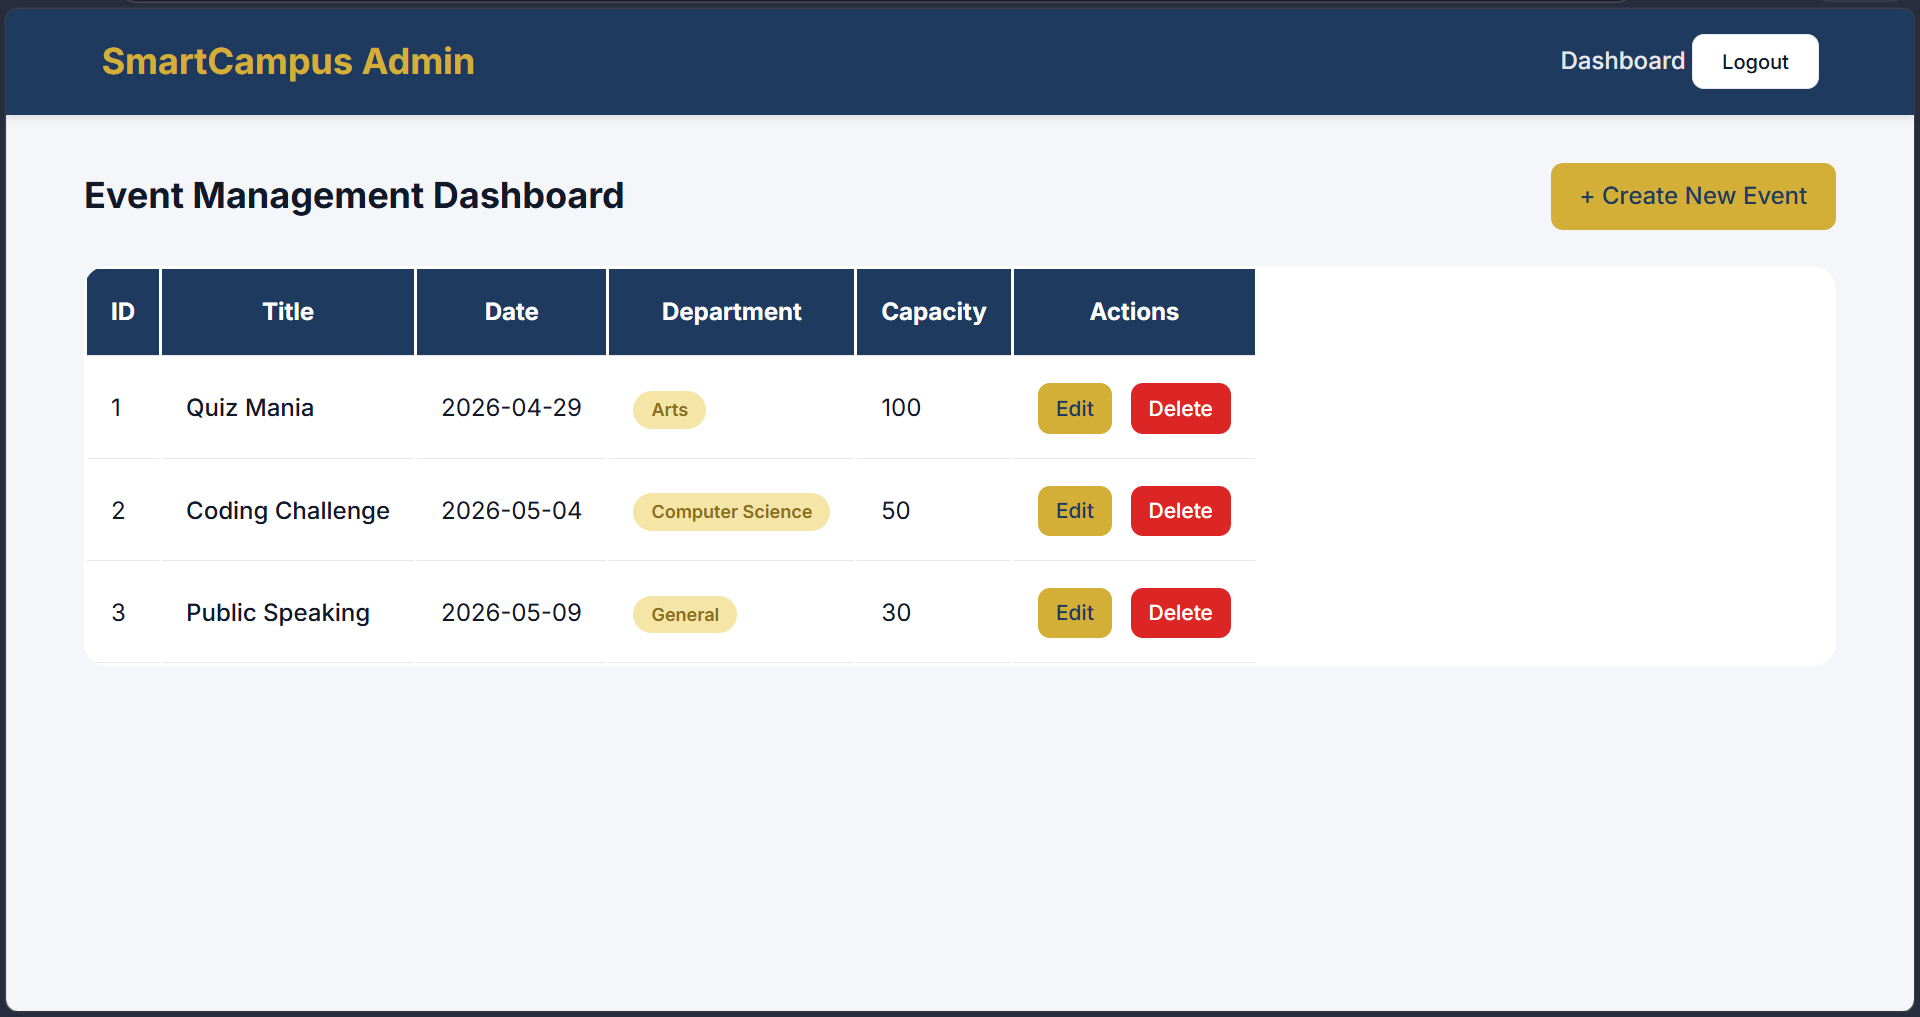 SmartCampus Admin Dashboard Logout
Event Management Dashboard + Create New Event
ID Title Date Department Capacity Actions
1 Quiz Mania 2026-04-29 Arts 100 Edit Delete
2 Coding Challenge 2026-05-04 Computer Science 50 Edit Delete
3 Public Speaking 2026-05-09 General 30 Edit Delete